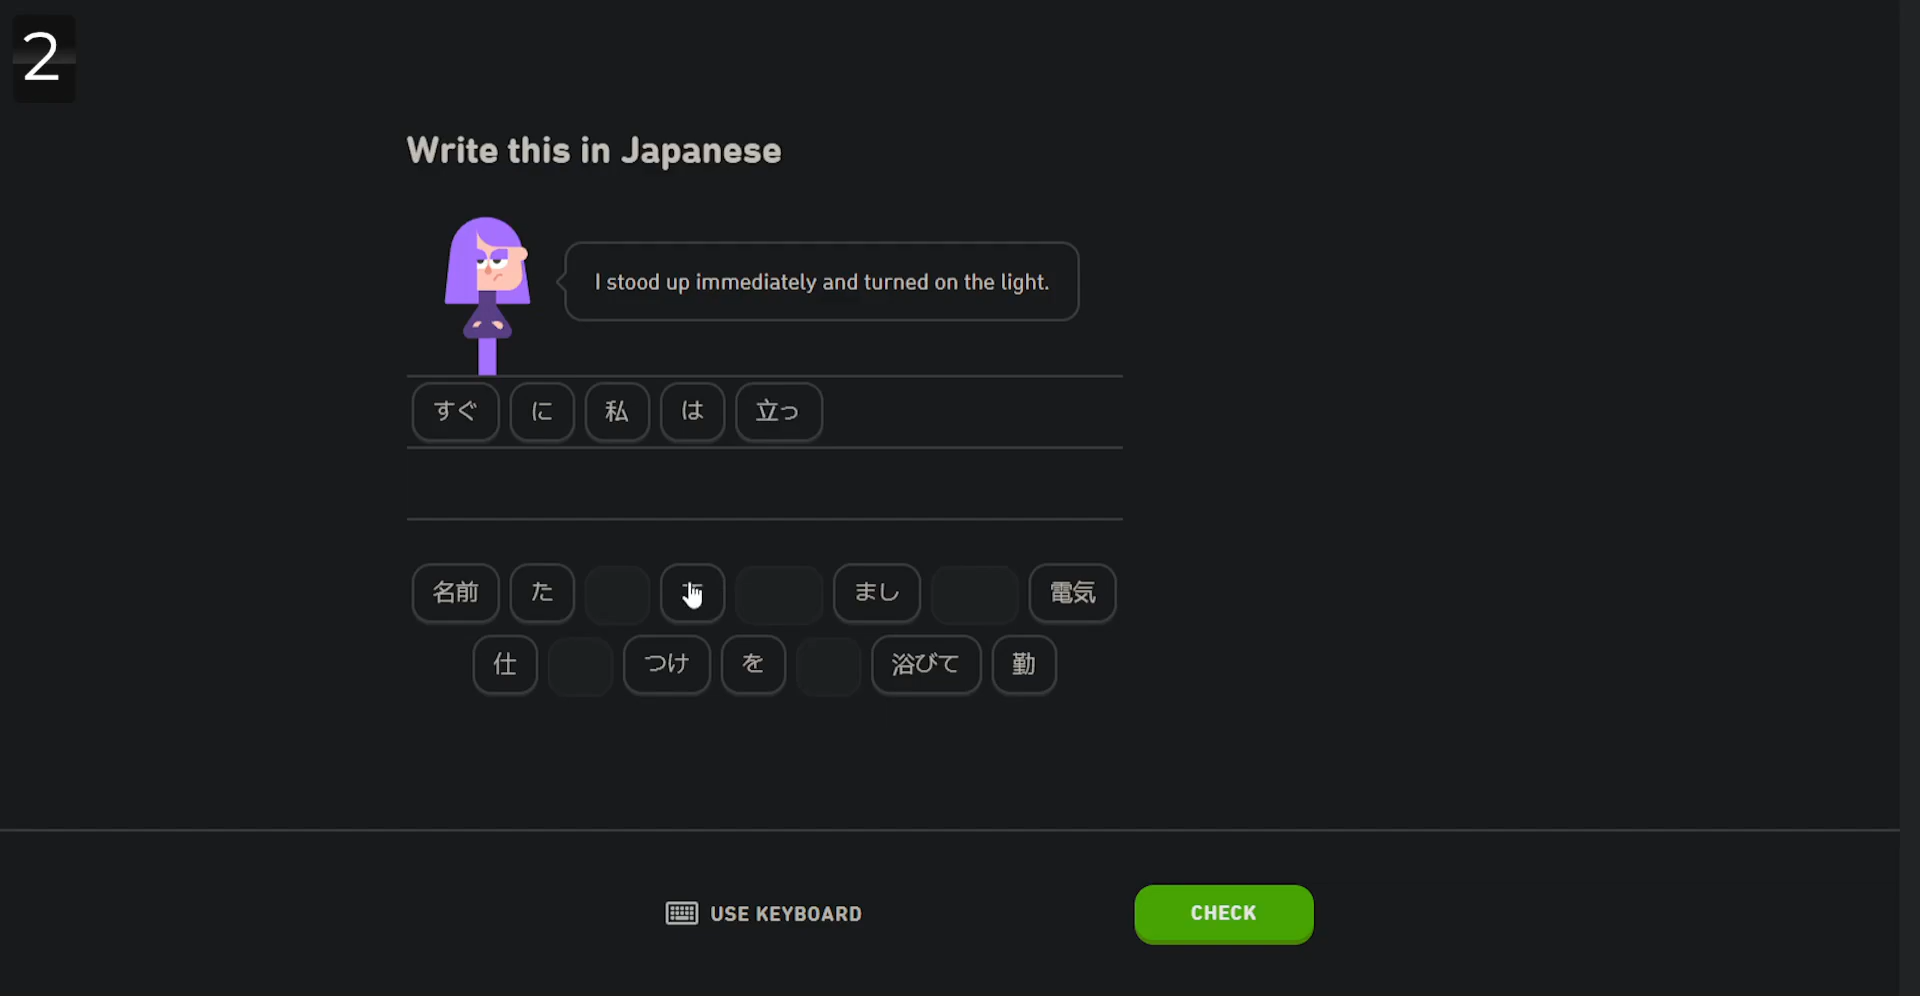 2
Write this in Japanese
I stood up immediately and turned on the light.
すぐ に 私 は 立っ
名前 た まし 電気
仕 つけ を 浴びて 勤
USE KEYBOARD
CHECK